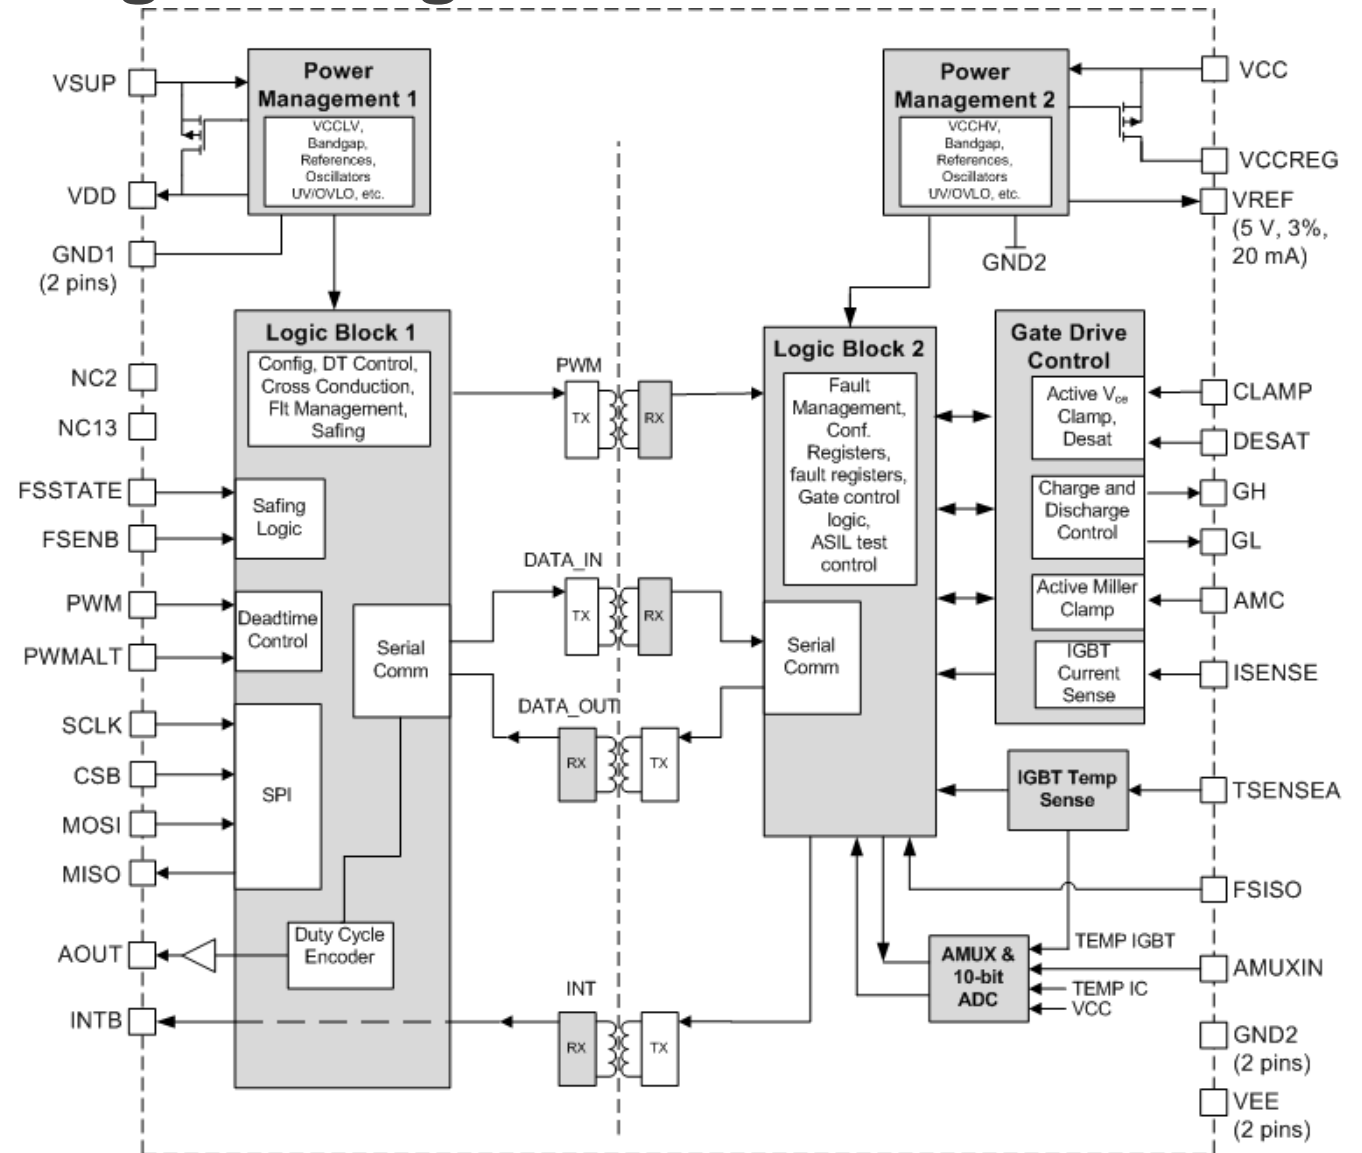 VSUP
VDD
GND1
(2 pins)
NC2
NC13
FSSTATE
FSENB
PWM
PWMALT
SCLK
CSB
MOSI
MISO
AOUT
INTB
Power
Management 1
VCCLV,
Bandgap,
References,
Oscillators
UV/OVLO, etc.
Logic Block 1
Config, DT Control,
Cross Conduction,
Flt Management,
Safing
Safing
Logic
Deadtime
Control
Serial
Comm
SPI
Duty Cycle
Encoder
PWM
TX
RX
DATA_IN
TX
RX
DATA_OUT
RX
TX
INT
RX
TX
Power
Management 2
VCCHV,
Bandgap,
References,
Oscillators
UV/OVLO, etc.
GND2
Logic Block 2
Fault
Management,
Conf.
Registers,
fault registers,
Gate control
logic,
ASIL test
control
Serial
Comm
Gate Drive
Control
Active Vce
Clamp,
Desat
Charge and
Discharge
Control
Active Miller
Clamp
IGBT
Current
Sense
IGBT Temp
Sense
AMUX &
10-bit
ADC
TEMP IGBT
TEMP IC
VCC
VCC
VCCREG
VREF
(5 V, 3%,
20 mA)
CLAMP
DESAT
GH
GL
AMC
ISENSE
TSENSEA
FSISO
AMUXIN
GND2
(2 pins)
VEE
(2 pins)